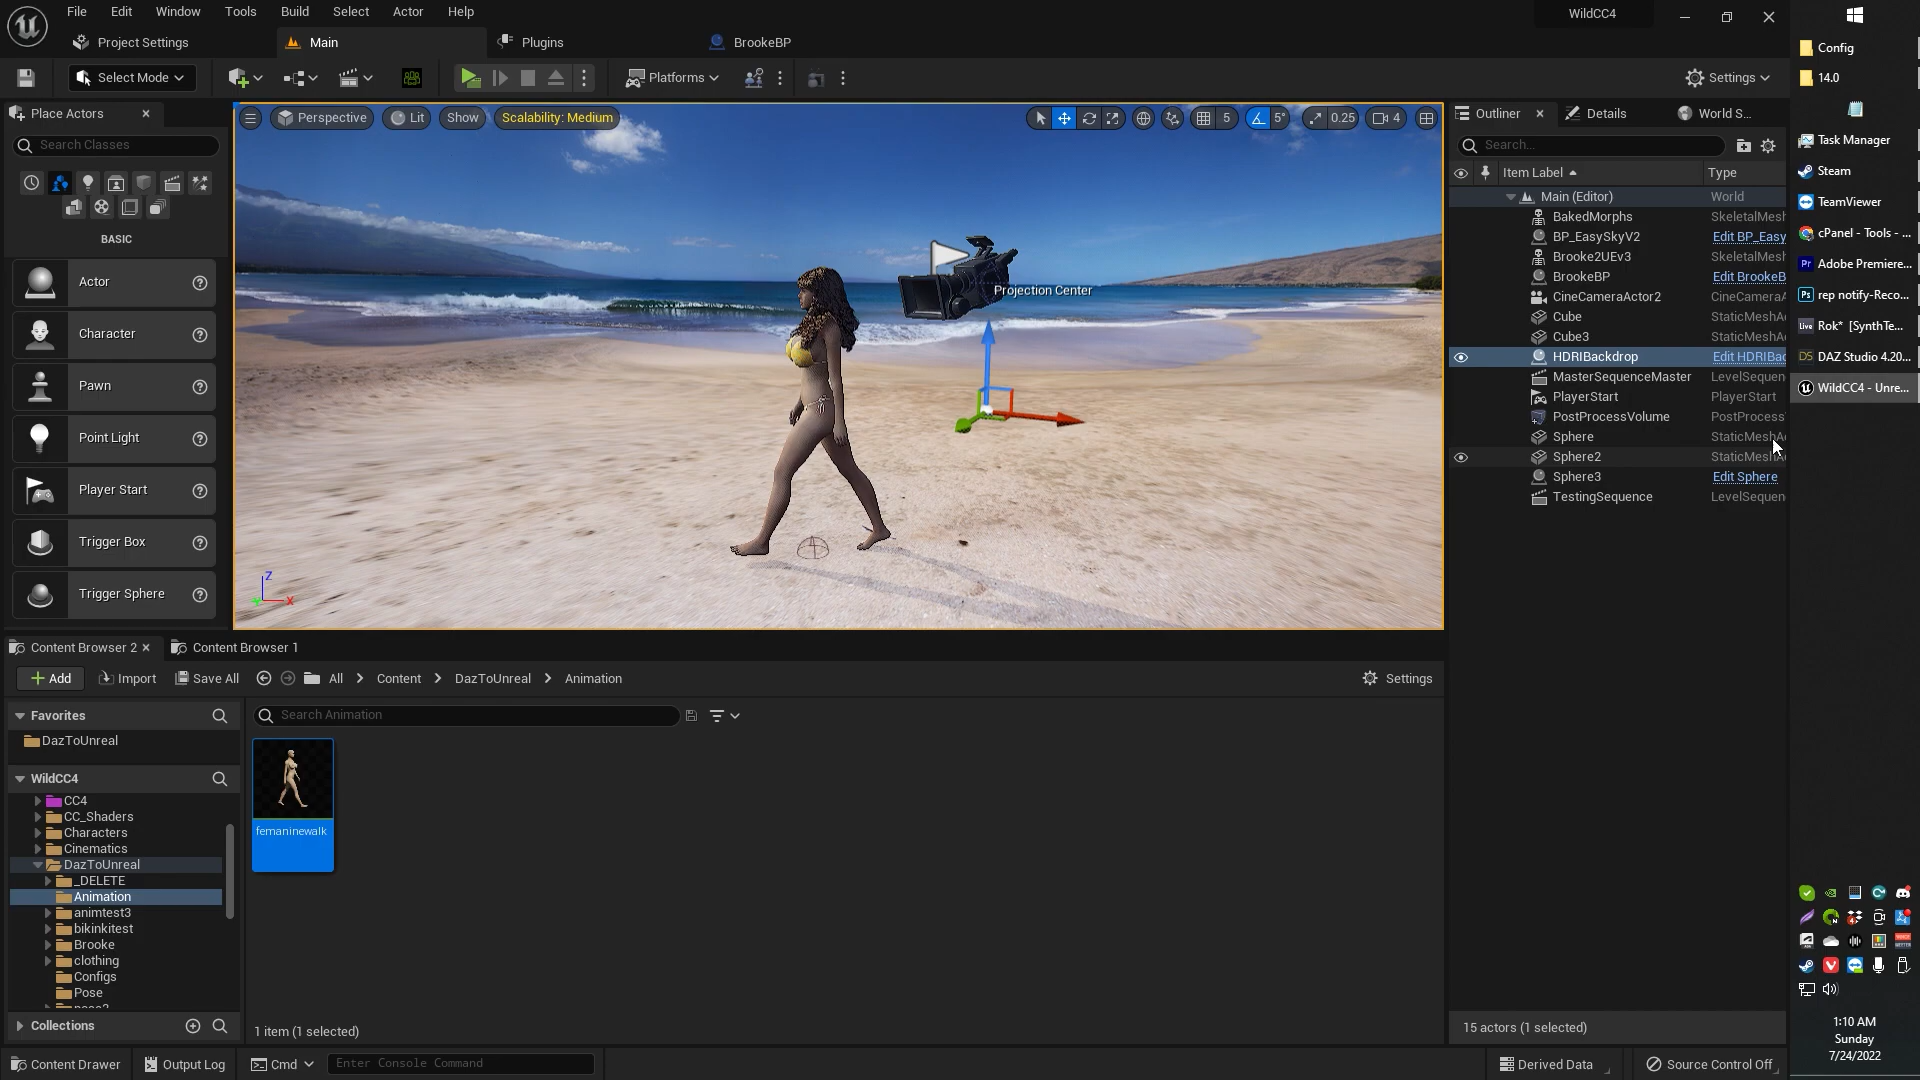 File Edit Window Tools Build Select Actor Help
WildCC4
Project Settings
Main
Plugins
BrookeBP
Select Mode
Platforms
Settings
Place Actors
Search Classes
BASIC
Actor
Character
Pawn
Point Light
Player Start
Trigger Box
Trigger Sphere
Perspective
Lit
Show
Scalability: Medium
5
5°
0.25
4
Projection Center
Z
X
Outliner
Details
World S...
Search...
Item Label
Type
Main (Editor) World
BakedMorphs SkeletalMesh
BP_EasySkyV2 Edit BP_Easy
Brooke2UEv3 SkeletalMesh
BrookeBP Edit BrookeB
CineCameraActor2 CineCameraA
Cube StaticMeshA
Cube3 StaticMeshA
HDRIBackdrop Edit HDRIBac
MasterSequenceMaster LevelSequen
PlayerStart PlayerStart
PostProcessVolume PostProcess
Sphere StaticMeshA
Sphere2 StaticMeshA
Sphere3 Edit Sphere
TestingSequence LevelSequen
15 actors (1 selected)
Content Browser 2
Content Browser 1
Add
Import
Save All
All
Content
DazToUnreal
Animation
Settings
Favorites
DazToUnreal
Search Animation
WildCC4
CC4
CC_Shaders
Characters
Cinematics
DazToUnreal
_DELETE
Animation
animtest3
bikinkitest
Brooke
clothing
Configs
Pose
Collections
femaninewalk
1 item (1 selected)
Content Drawer
Output Log
Cmd
Enter Console Command
Derived Data
Source Control Off
Config
14.0
Task Manager
Steam
TeamViewer
cPanel - Tools - ...
Pr Adobe Premiere...
Ps rep notify-Reco...
Live Rok* [SynthTe...
DS DAZ Studio 4.20...
WildCC4 - Unre...
1:10 AM
Sunday
7/24/2022